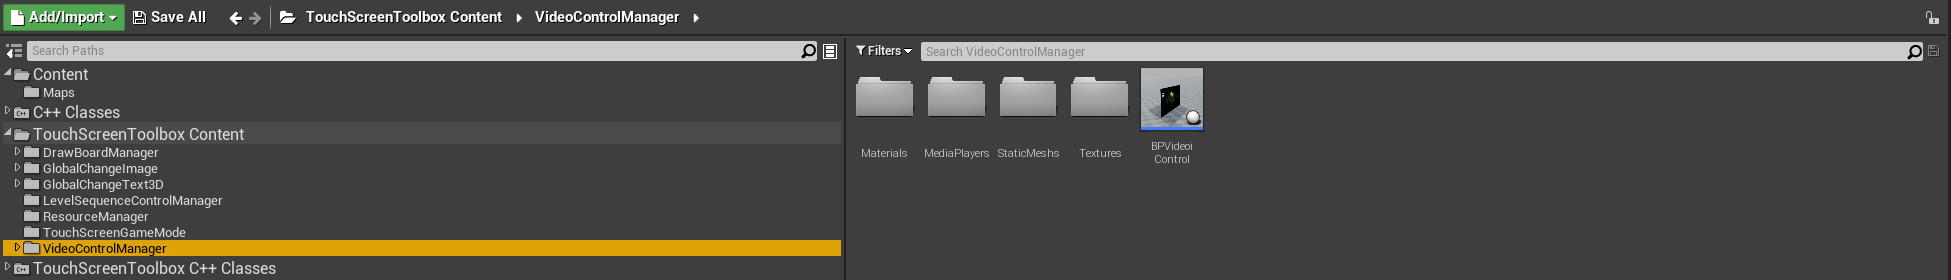 Add/Import Save All TouchScreenToolbox Content VideoControlManager
Search Paths
Content
Maps
C++ Classes
TouchScreenToolbox Content
DrawBoardManager
GlobalChangeImage
GlobalChangeText3D
LevelSequenceControlManager
ResourceManager
TouchScreenGameMode
VideoControlManager
TouchScreenToolbox C++ Classes
Filters Search VideoControlManager
Materials MediaPlayers StaticMeshs Textures BPVideoi
Control